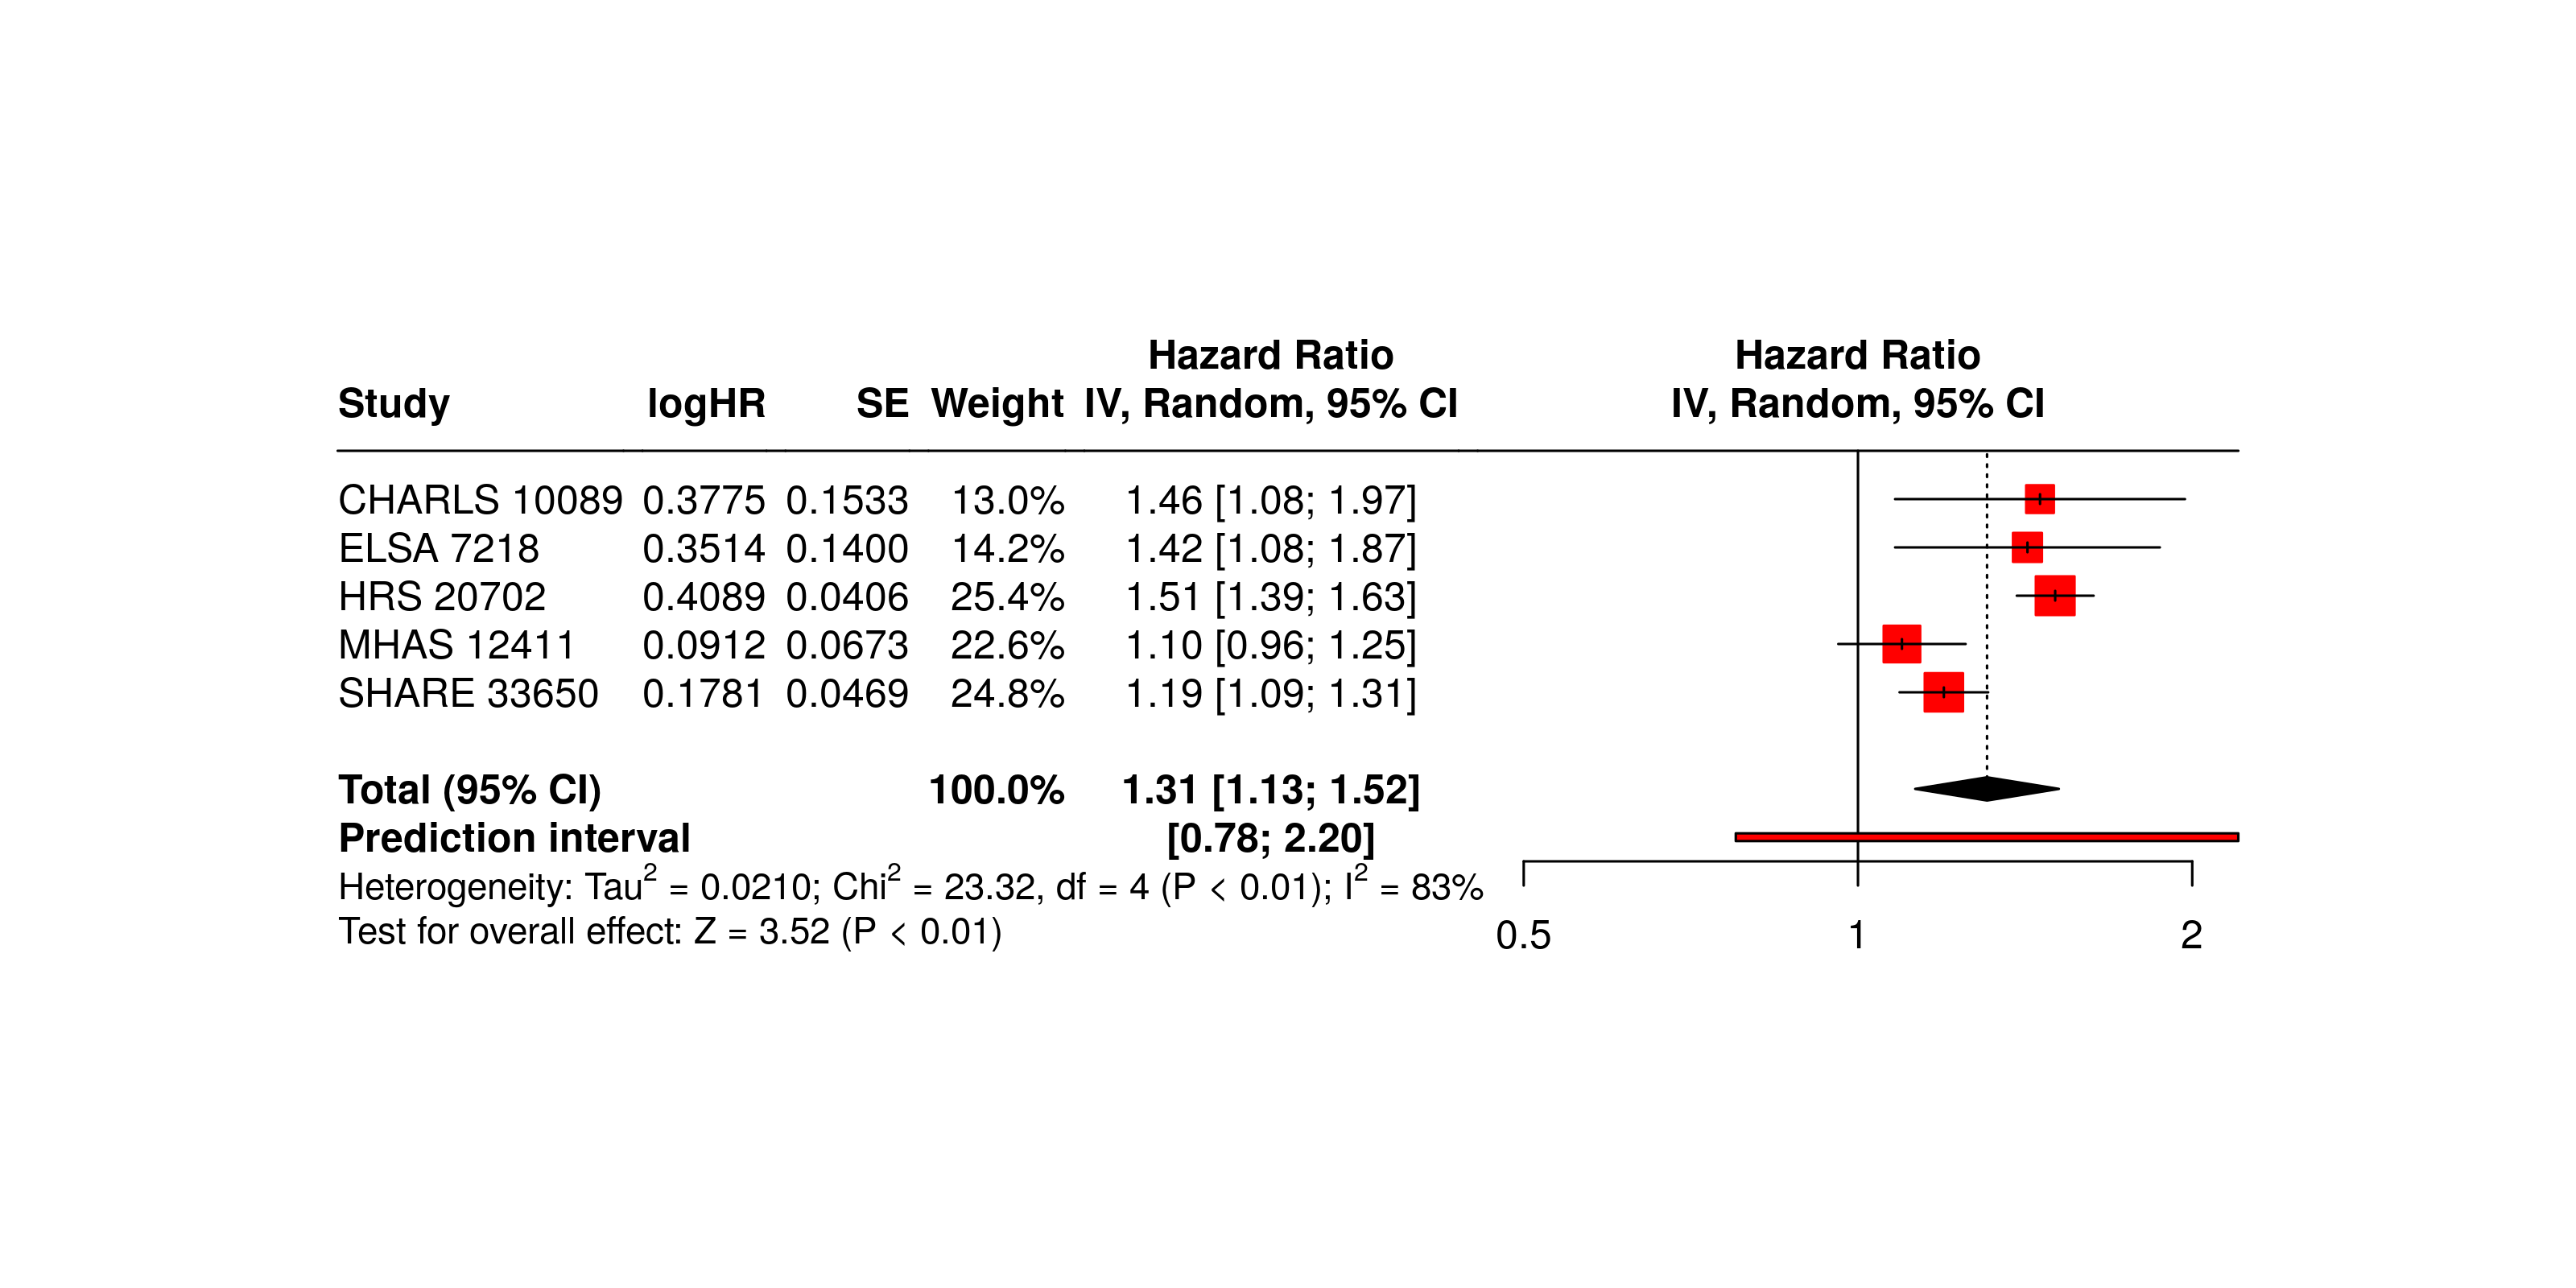 Hazard Ratio Hazard Ratio
Study logHR SE Weight IV, Random, 95% CI IV, Random, 95% CI
CHARLS 10089 0.3775 0.1533 13.0% 1.46 [1.08; 1.97]
ELSA 7218 0.3514 0.1400 14.2% 1.42 [1.08; 1.87]
HRS 20702 0.4089 0.0406 25.4% 1.51 [1.39; 1.63]
MHAS 12411 0.0912 0.0673 22.6% 1.10 [0.96; 1.25]
SHARE 33650 0.1781 0.0469 24.8% 1.19 [1.09; 1.31]
Total (95% CI) 100.0% 1.31 [1.13; 1.52]
Prediction interval [0.78; 2.20]
Heterogeneity: Tau² = 0.0210; Chi² = 23.32, df = 4 (P < 0.01); I² = 83%
Test for overall effect: Z = 3.52 (P < 0.01)
0.5 1 2